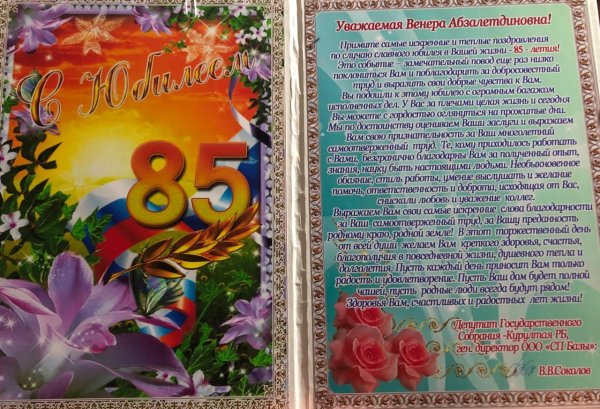 С Юбилеем
85
Уважаемая Венера Абзалетдиновна!
Примите самые искренние и теплые поздравления
по случаю славного юбилея в Вашей жизни - 85 - летия!
Это событие – замечательный повод еще раз низко
поклониться Вам и поблагодарить за добросовестный
труд и выразить свои добрые чувства к Вам.
Вы подошли к этому юбилею с огромным багажом
исполненных дел. У Вас за плечами целая жизнь и сегодня
Вы можете с гордостью оглянуться на прожитые дни.
Мы по достоинству оцениваем Ваши заслуги и выражаем
Вам свою признательность за Ваш многолетний
самоотверженный труд. Те, кому приходилось работать
с Вами, безгранично благодарны Вам за полученный опыт,
знания, науку быть настоящими людьми. Необыкновенное
обаяние, стиль работы, умение выслушать и желание
помочь, ответственность и доброта, исходящая от Вас,
снискали любовь и уважение коллег.
Выражаем Вам свои самые искренние слова благодарности
за Ваш самоотверженный труд, за Вашу преданность
родному краю, родной земле! В этот торжественный день
от всей души желаем Вам крепкого здоровья, счастья,
благополучия в повседневной жизни, душевного тепла и
долголетия. Пусть каждый день приносит Вам только
радость и удовлетворение. Пусть Ваш дом будет полной
чашей, пусть родные люди всегда будут рядом!
Здоровья Вам, счастливых и радостных лет жизни!
Депутат Государственного
Собрания -Курултая РБ,
ген. директор ООО «СП Базы»:
В.В.Соколов